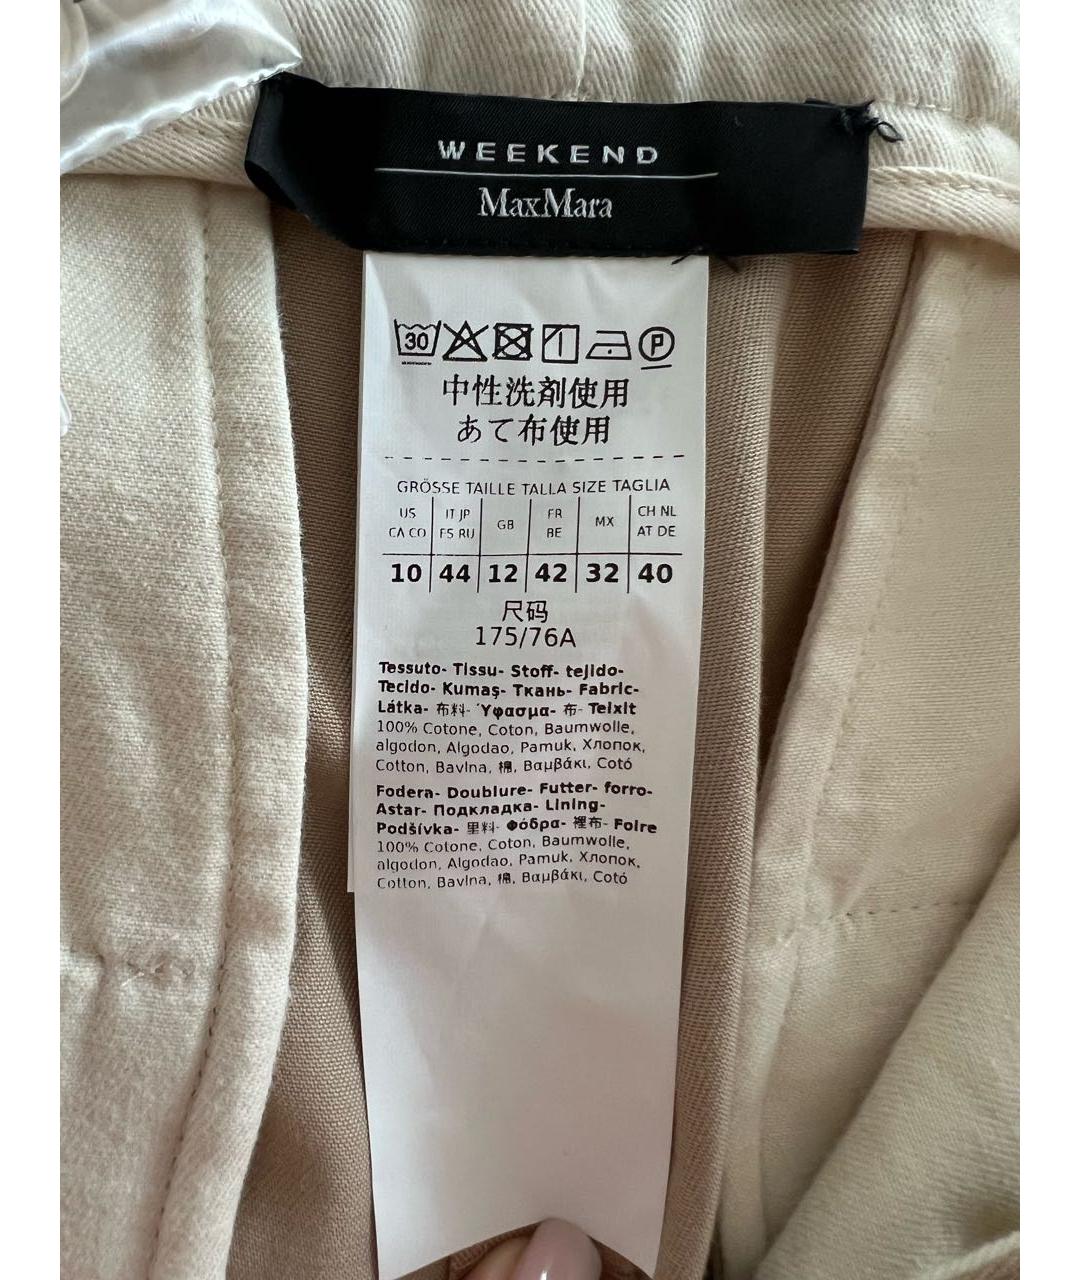 WEEKEND
MaxMara
30
P
中性洗剤使用
あて布使用
GRÖSSE TAILLE TALLA SIZE TAGLIA
US IT JP GB FR MX CH NL
CA CO ES RU BE AT DE
10 44 12 42 32 40
尺码
175/76A
Tessuto- Tissu- Stoff- tejido-
Tecido- Kumaş- Ткань- Fabric-
Látka- 布料- Ύφασμα- 布- Teixit
100% Cotone, Coton, Baumwolle,
algodon, Algodao, Pamuk, Хлопок,
Cotton, Bavlna, 棉, Βαμβάκι, Cotó
Fodera- Doublure- Futter- forro-
Astar- Подкладка- Lining-
Podšívka- 里料- Φόδρα- 裡布- Folre
100% Cotone, Coton, Baumwolle,
algodon, Algodao, Pamuk, Хлопок,
Cotton, Bavlna, 棉, Βαμβάκι, Cotó